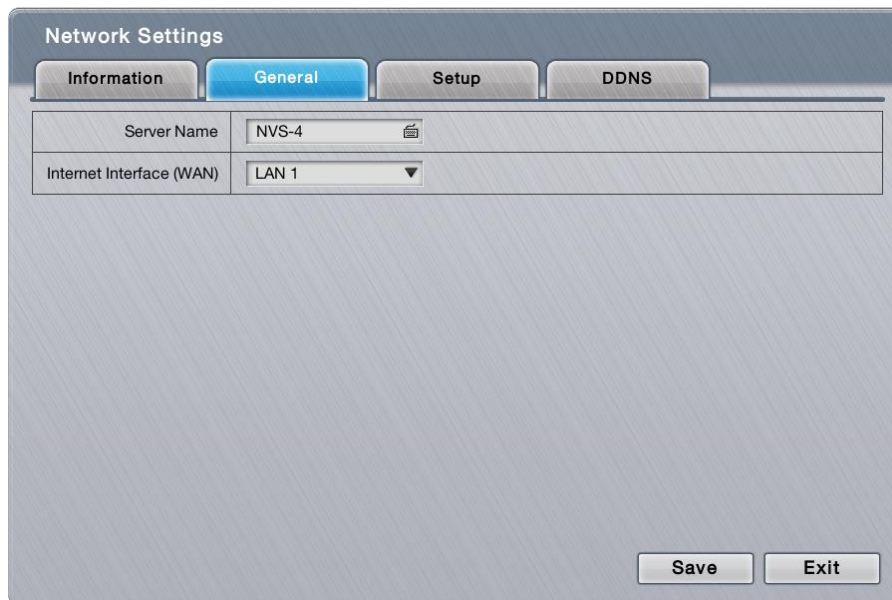 Network Settings
Information General Setup DDNS
Server Name NVS-4
Internet Interface (WAN) LAN 1
Save Exit